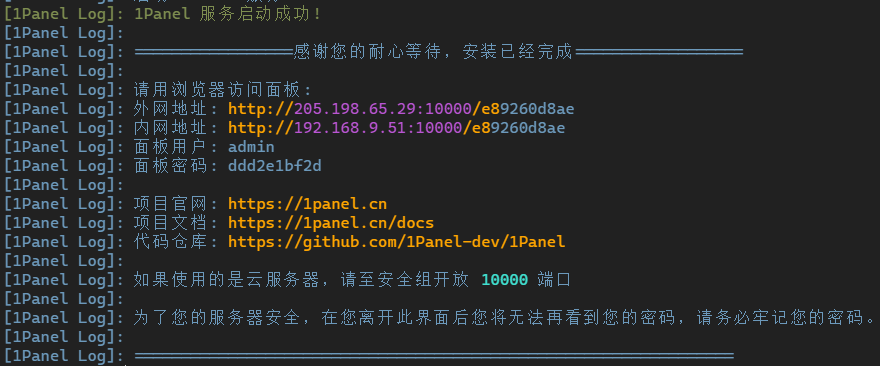 [1Panel Log]: 1Panel 服务启动成功!
[1Panel Log]:
[1Panel Log]: =================感谢您的耐心等待,安装已经完成==================
[1Panel Log]:
[1Panel Log]: 请用浏览器访问面板:
[1Panel Log]: 外网地址: http://205.198.65.29:10000/e89260d8ae
[1Panel Log]: 内网地址: http://192.168.9.51:10000/e89260d8ae
[1Panel Log]: 面板用户: admin
[1Panel Log]: 面板密码: ddd2e1bf2d
[1Panel Log]:
[1Panel Log]: 项目官网: https://1panel.cn
[1Panel Log]: 项目文档: https://1panel.cn/docs
[1Panel Log]: 代码仓库: https://github.com/1Panel-dev/1Panel
[1Panel Log]:
[1Panel Log]: 如果使用的是云服务器,请至安全组开放 10000 端口
[1Panel Log]:
[1Panel Log]: 为了您的服务器安全,在您离开此界面后您将无法再看到您的密码,请务必牢记您的密码。
[1Panel Log]:
[1Panel Log]: ================================================================